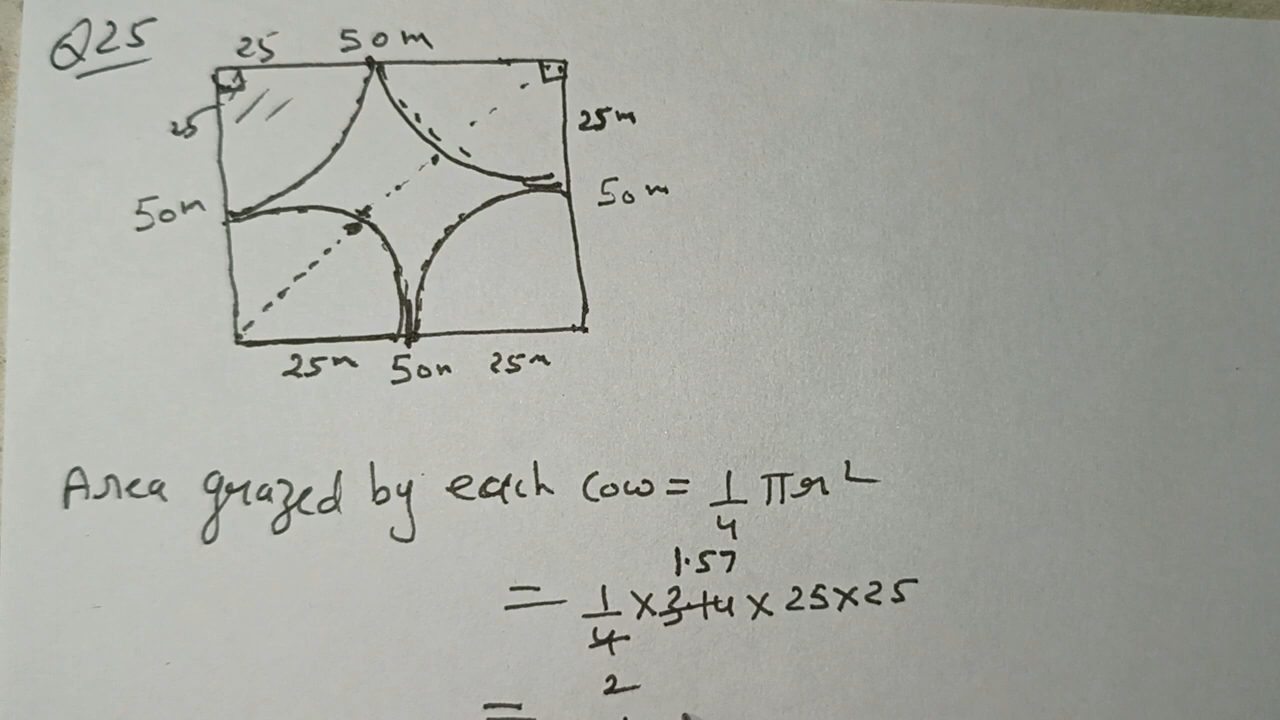 Q25
25 50m
25 25m
50m 50m
25m 50m 25m
Area grazed by each cow = 1/4 πr²
1.57
= 1/4 × 3.14 × 25 × 25
2
=